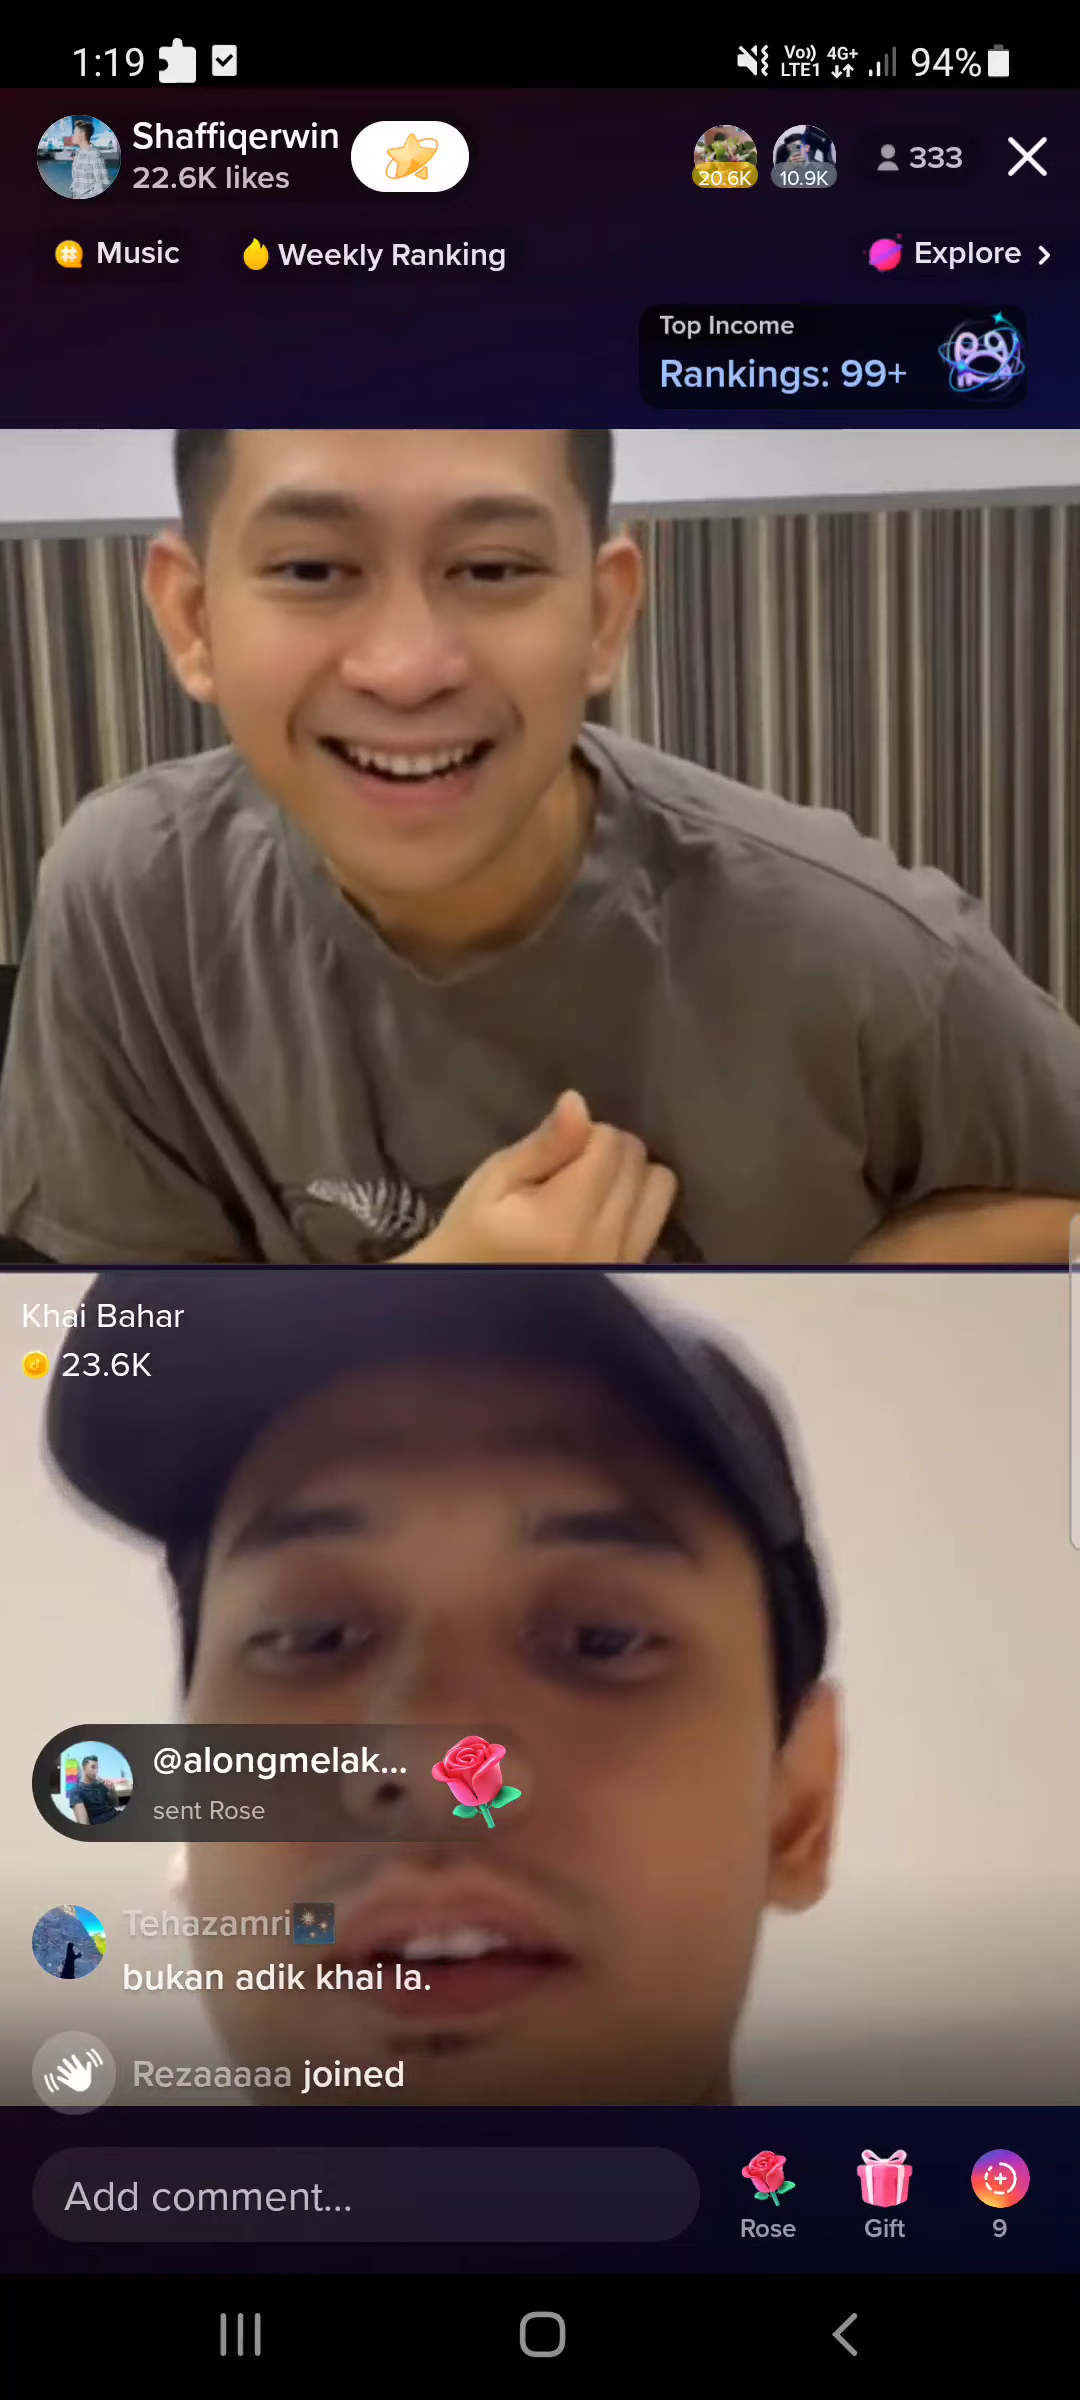 1:19
Vo)) LTE1 4G+ 94%
Shaffiqerwin
22.6K likes
20.6K
10.9K
333
Music
Weekly Ranking
Explore
Top Income
Rankings: 99+
Khai Bahar
23.6K
@alongmelak...
sent Rose
Tehazamri
bukan adik khai la.
Rezaaaaa joined
Add comment...
Rose
Gift
9